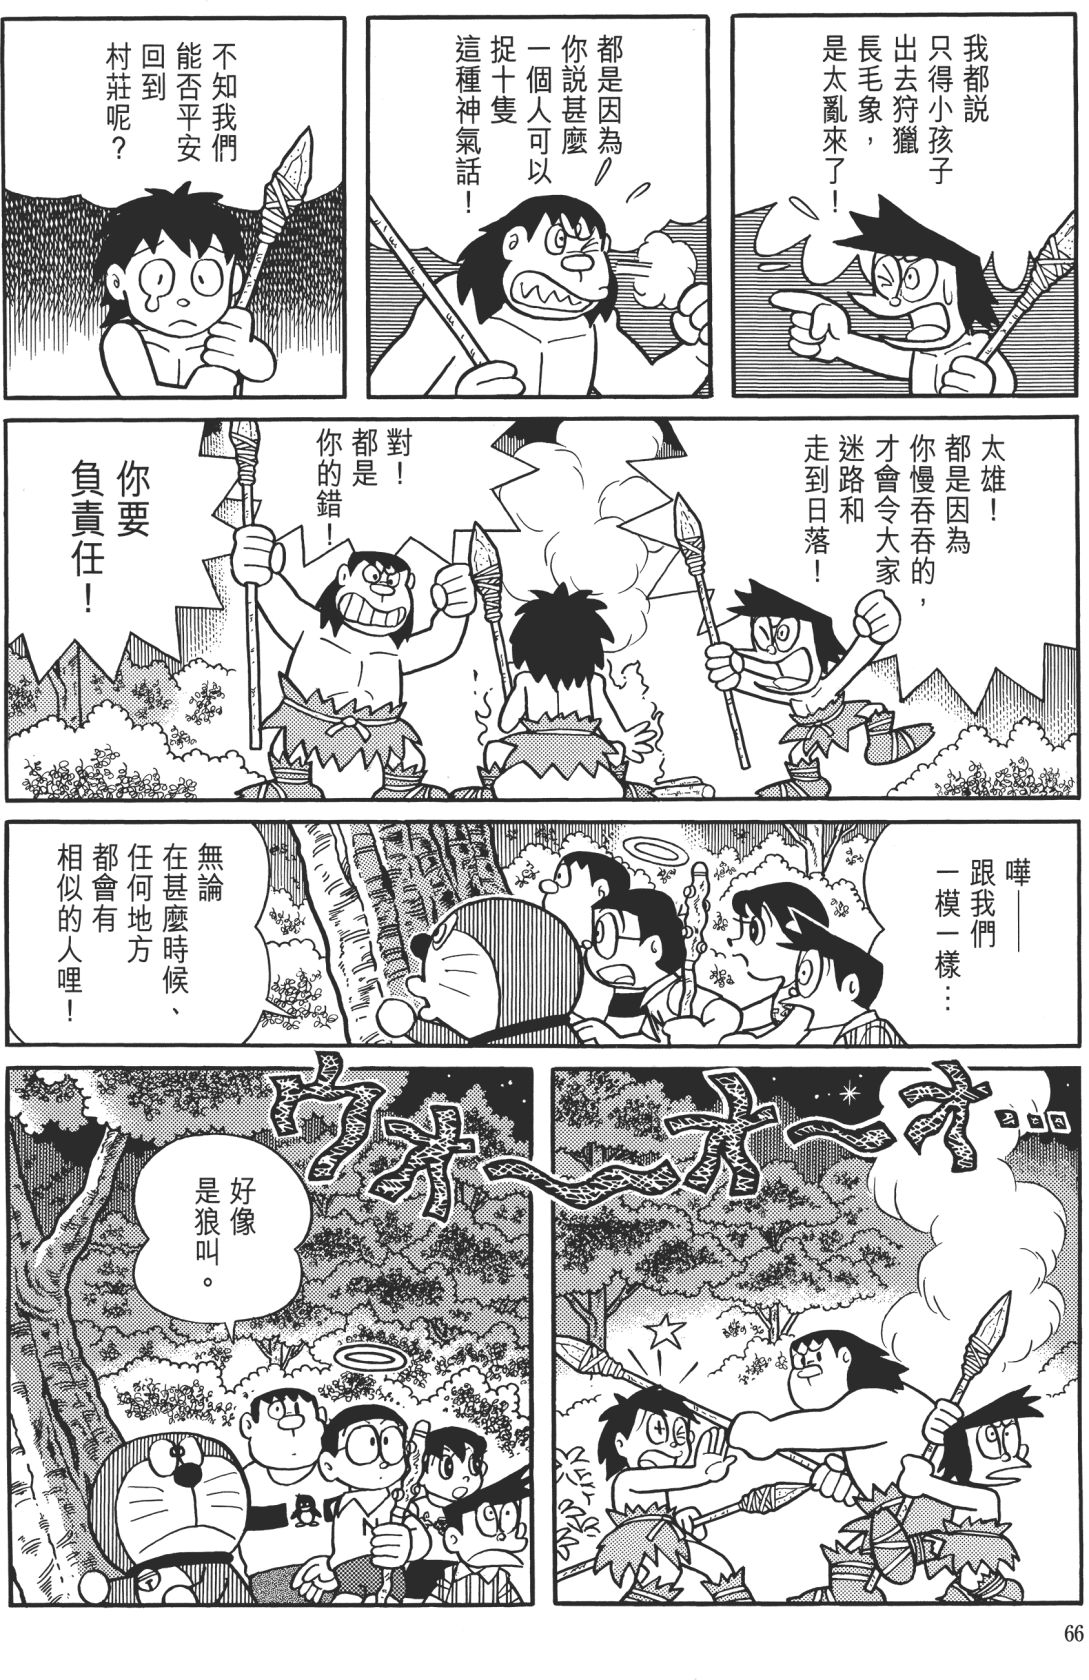 我都説
只得小孩子
出去狩獵
長毛象，
是太亂來了！
都是因為
你説甚麼
一個人可以
捉十隻
這種神氣話！
不知我們
能否平安
回到
村莊呢？
太雄！
都是因為
你慢吞吞的，
才會令大家
迷路和
走到日落！
對！
都是
你的錯！
你要
負責任！
嘩——
跟我們
一模一樣…
無論
在甚麼時候、
任何地方
都會有
相似的人哩！
ウォ〜オ〜オ…
好像
是狼叫。
66